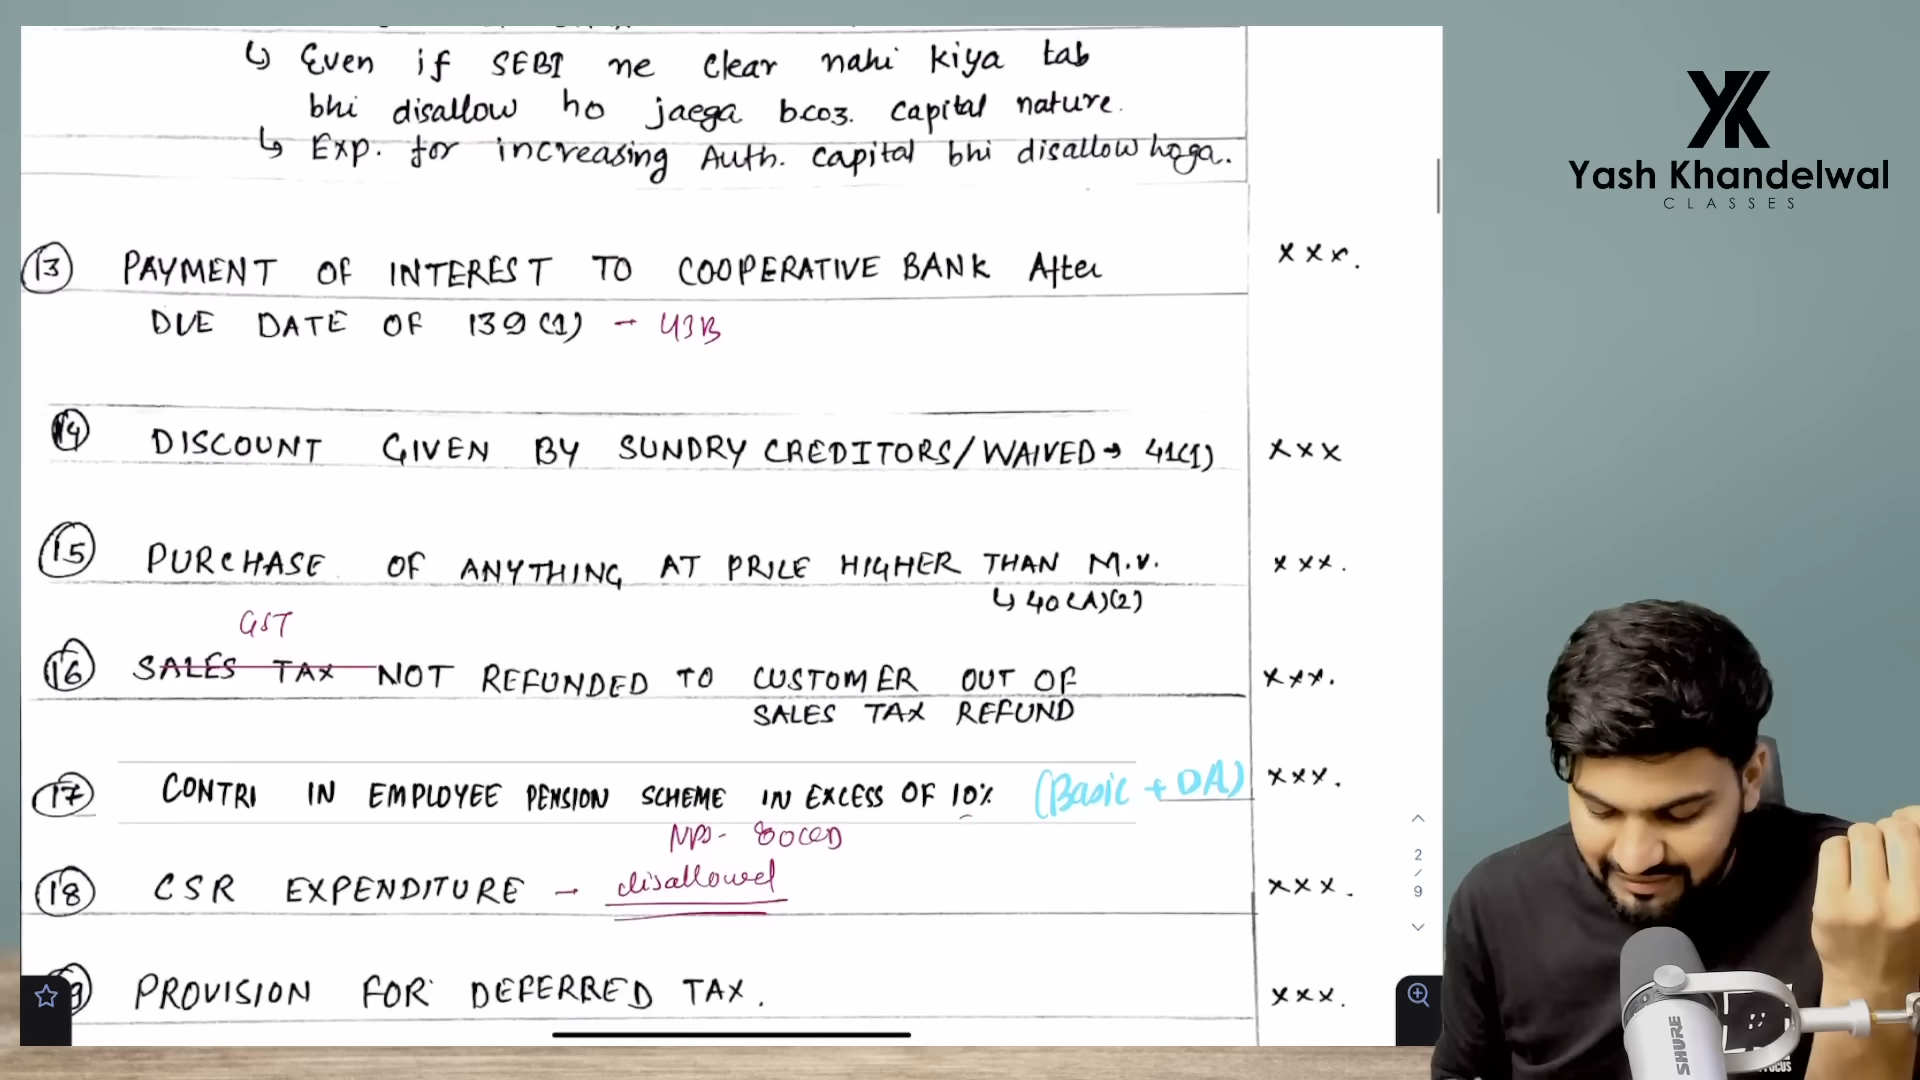 ↳ Even if SEBI ne clear nahi kiya tab
bhi disallow ho jaega bcoz. capital nature.
↳ Exp. for increasing Auth. capital bhi disallow hoga.
13 PAYMENT OF INTEREST TO COOPERATIVE BANK After xxx.
DUE DATE OF 139(1) - 43B
14 DISCOUNT GIVEN BY SUNDRY CREDITORS/WAIVED → 41(1) xxx
15 PURCHASE OF ANYTHING AT PRICE HIGHER THAN M.V. xxx.
↳ 40(A)(2)
GST
16 SALES TAX NOT REFUNDED TO CUSTOMER OUT OF xxx.
SALES TAX REFUND
17 CONTRI IN EMPLOYEE PENSION SCHEME IN EXCESS OF 10% (Basic + DA) xxx.
NPS - 80CCD
18 CSR EXPENDITURE - disallowed xxx.
9 PROVISION FOR DEFERRED TAX. xxx.
2
/
9
YK
Yash Khandelwal
CLASSES
SHURE